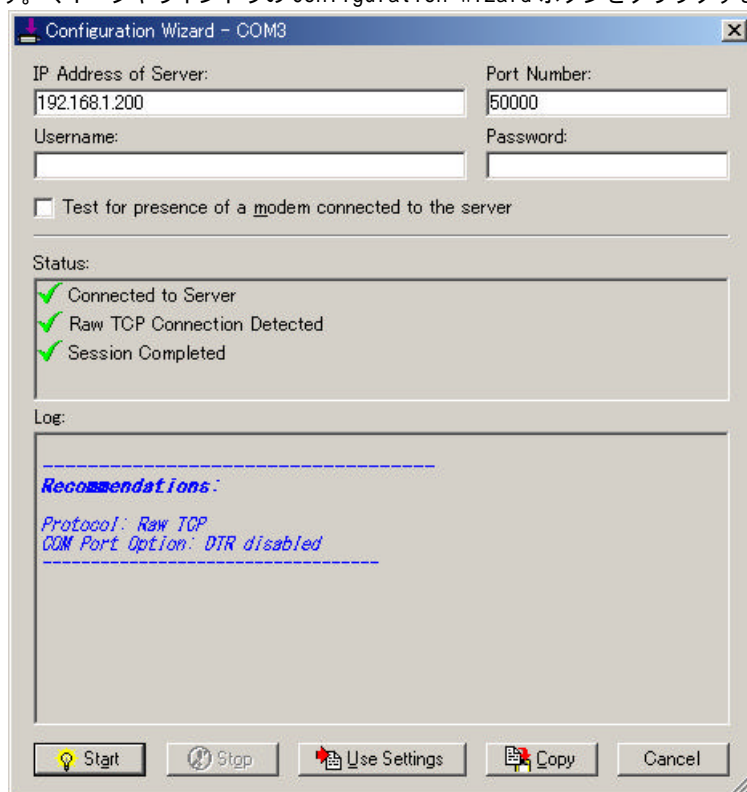 Configuration Wizard - COM3
IP Address of Server:
Port Number:
192.168.1.200
50000
Username:
Password:
Test for presence of a modem connected to the server
Status:
Connected to Server
Raw TCP Connection Detected
Session Completed
Log:
-----------------------------------
Recommendations:
Protocol: Raw TCP
COM Port Option: DTR disabled
-----------------------------------
Start
Stop
Use Settings
Copy
Cancel